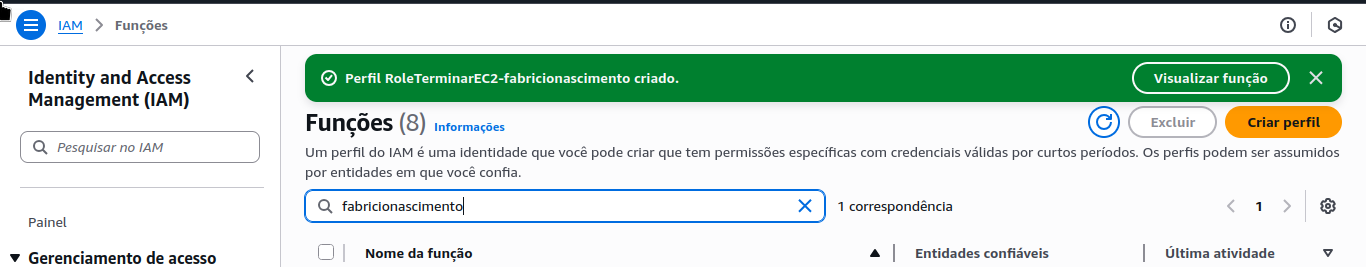 IAM > Funções
Identity and Access
Management (IAM)
Pesquisar no IAM
Painel
Gerenciamento de acesso
Perfil RoleTerminarEC2-fabricionascimento criado.
Visualizar função
Funções (8) Informações
Excluir
Criar perfil
Um perfil do IAM é uma identidade que você pode criar que tem permissões específicas com credenciais válidas por curtos períodos. Os perfis podem ser assumidos
por entidades em que você confia.
fabricionascimento
1 correspondência
1
Nome da função
Entidades confiáveis
Última atividade